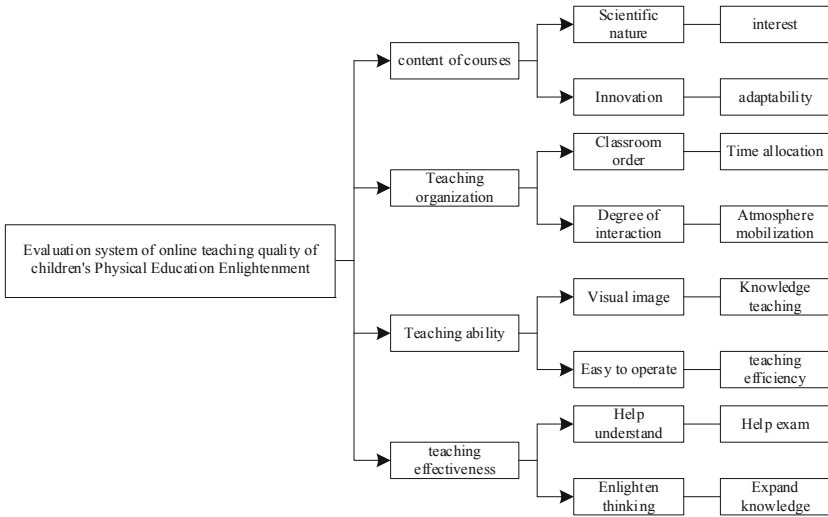 Evaluation system of online teaching quality of
children's Physical Education Enlightenment
content of courses
Scientific
nature
interest
Innovation
adaptability
Teaching
organization
Classroom
order
Time allocation
Degree of
interaction
Atmosphere
mobilization
Teaching ability
Visual image
Knowledge
teaching
Easy to operate
teaching
efficiency
teaching
effectiveness
Help
understand
Help exam
Enlighten
thinking
Expand
knowledge